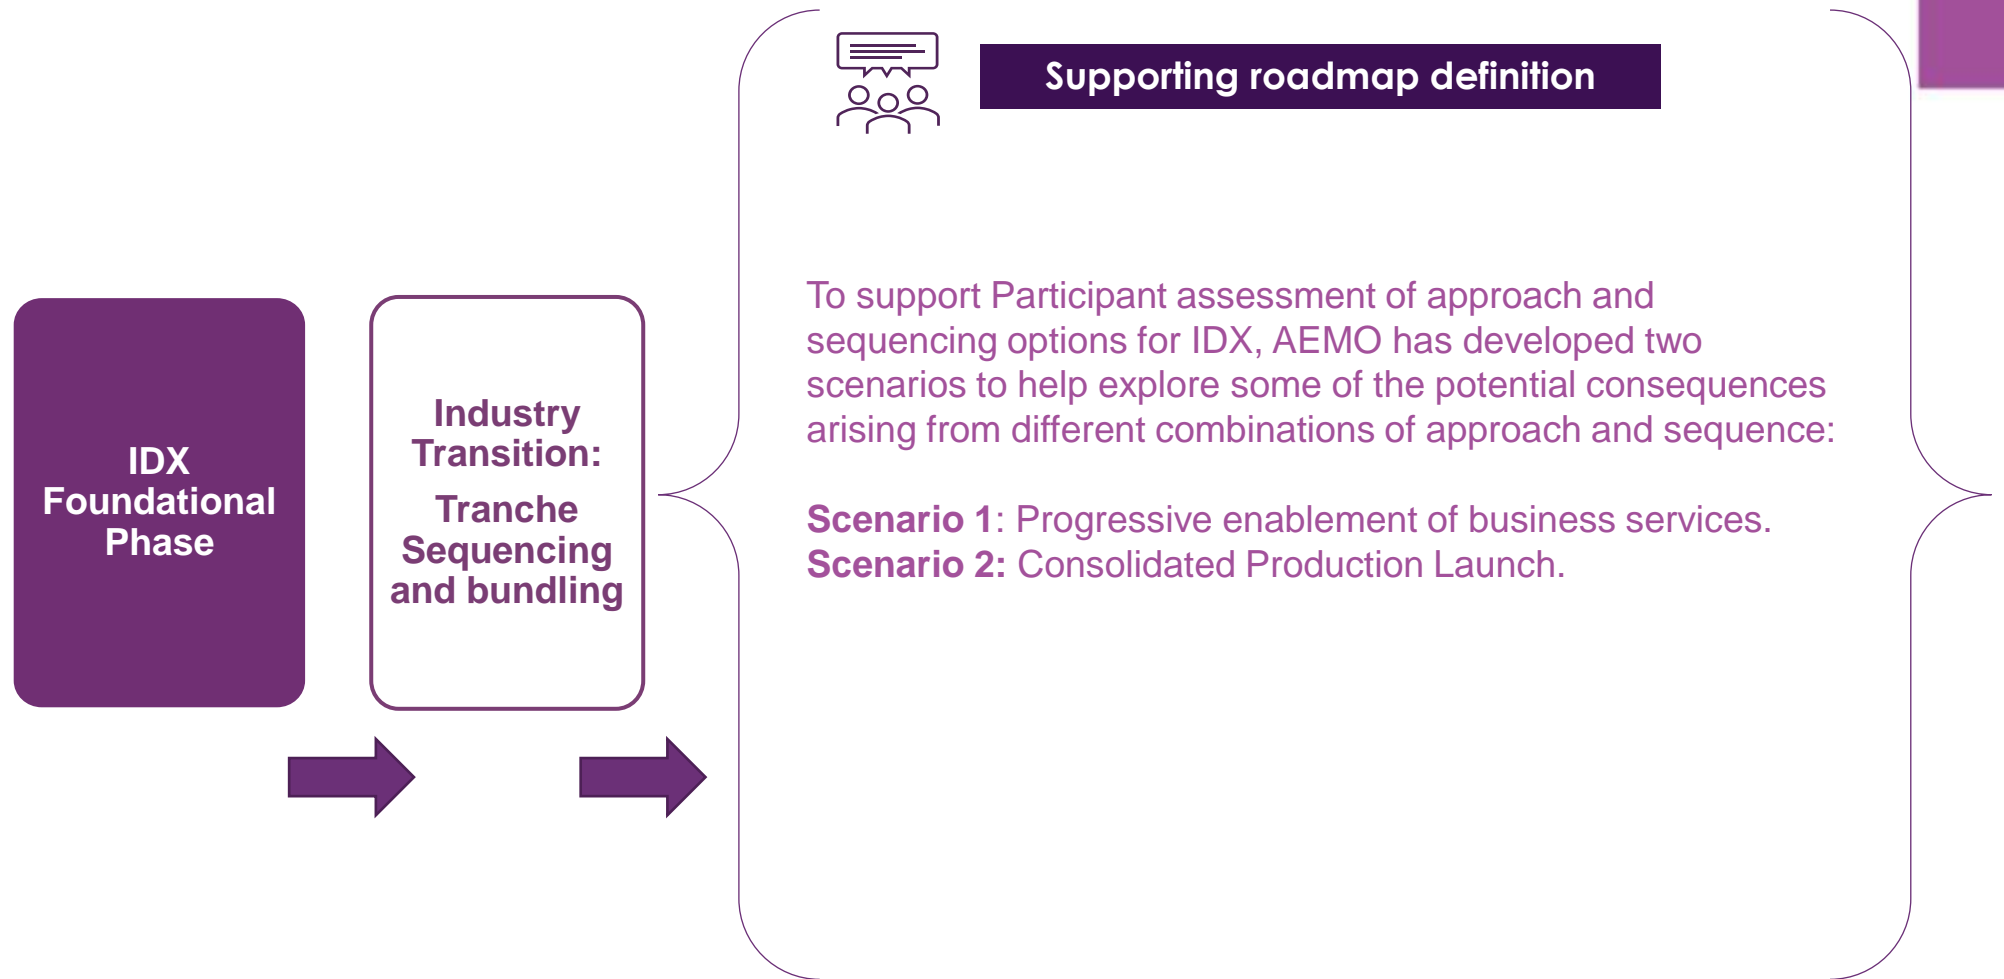 Supporting roadmap definition
IDX
Foundational
Phase
Industry
Transition:
Tranche
Sequencing
and bundling
To support Participant assessment of approach and
sequencing options for IDX, AEMO has developed two
scenarios to help explore some of the potential consequences
arising from different combinations of approach and sequence:
Scenario 1: Progressive enablement of business services.
Scenario 2: Consolidated Production Launch.